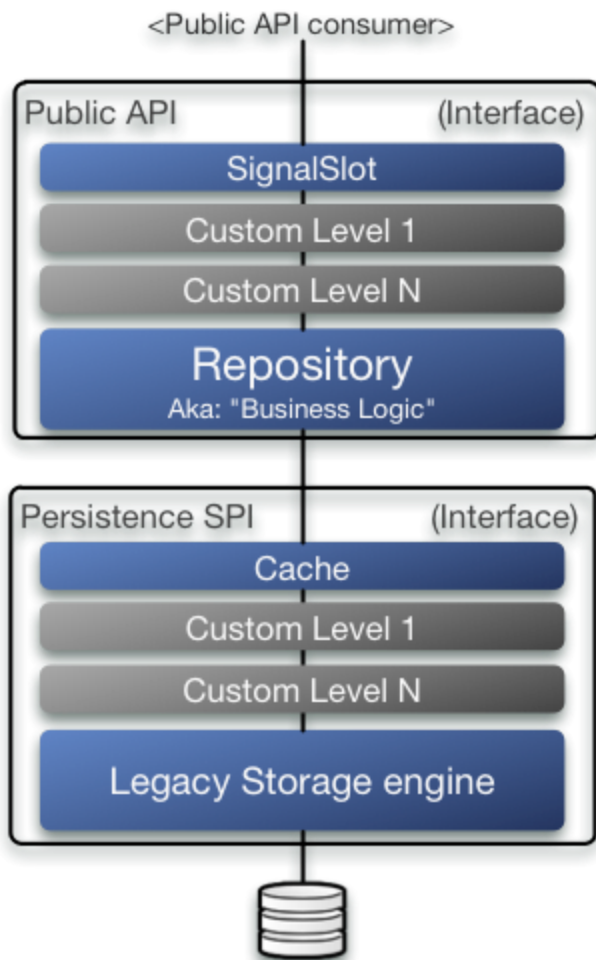 <Public API consumer>
Public API (Interface)
SignalSlot
Custom Level 1
Custom Level N
Repository
Aka: "Business Logic"
Persistence SPI (Interface)
Cache
Custom Level 1
Custom Level N
Legacy Storage engine